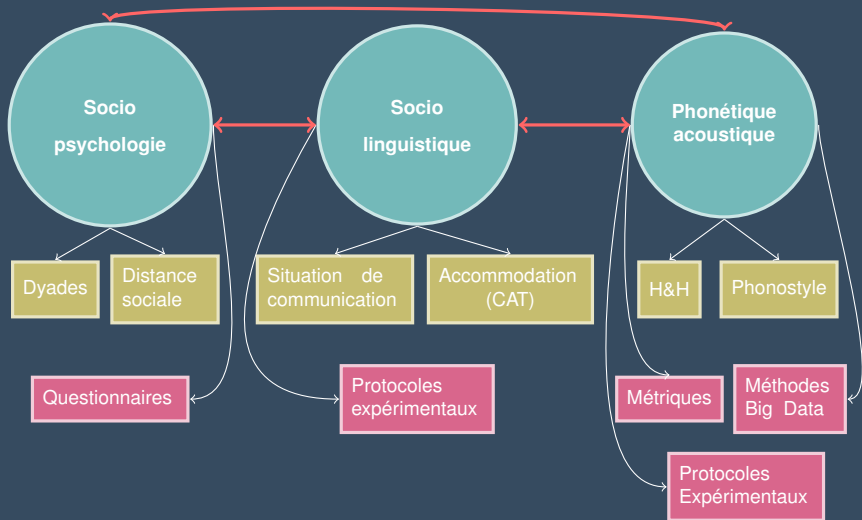 Socio
psychologie
Socio
linguistique
Phonétique
acoustique
Dyades
Distance
sociale
Situation de
communication
Accommodation
(CAT)
H&H
Phonostyle
Questionnaires
Protocoles
expérimentaux
Métriques
Méthodes
Big Data
Protocoles
Expérimentaux